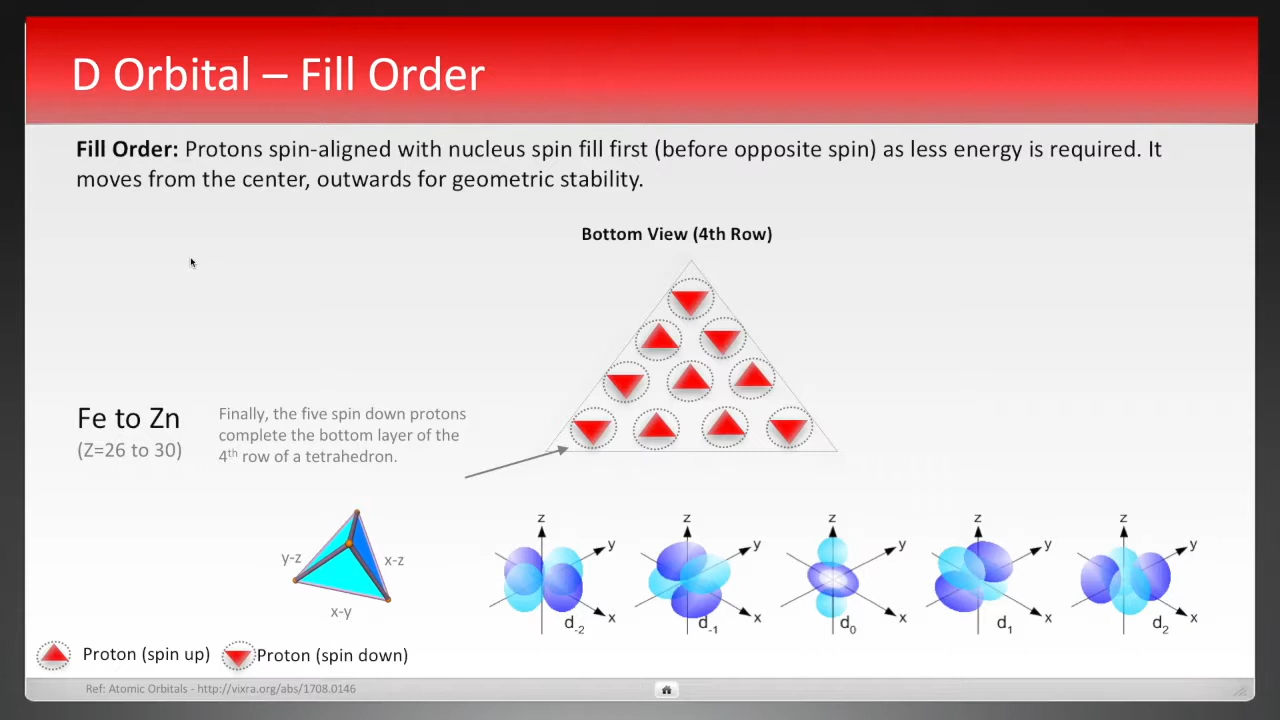 D Orbital – Fill Order
Fill Order: Protons spin-aligned with nucleus spin fill first (before opposite spin) as less energy is required. It
moves from the center, outwards for geometric stability.
Bottom View (4th Row)
Fe to Zn
(Z=26 to 30)
Finally, the five spin down protons
complete the bottom layer of the
4th row of a tetrahedron.
y-z
x-z
x-y
z
y
x
d-2
z
y
x
d-1
z
y
x
d0
z
y
x
d1
z
y
x
d2
Proton (spin up)
Proton (spin down)
Ref: Atomic Orbitals - http://vixra.org/abs/1708.0146